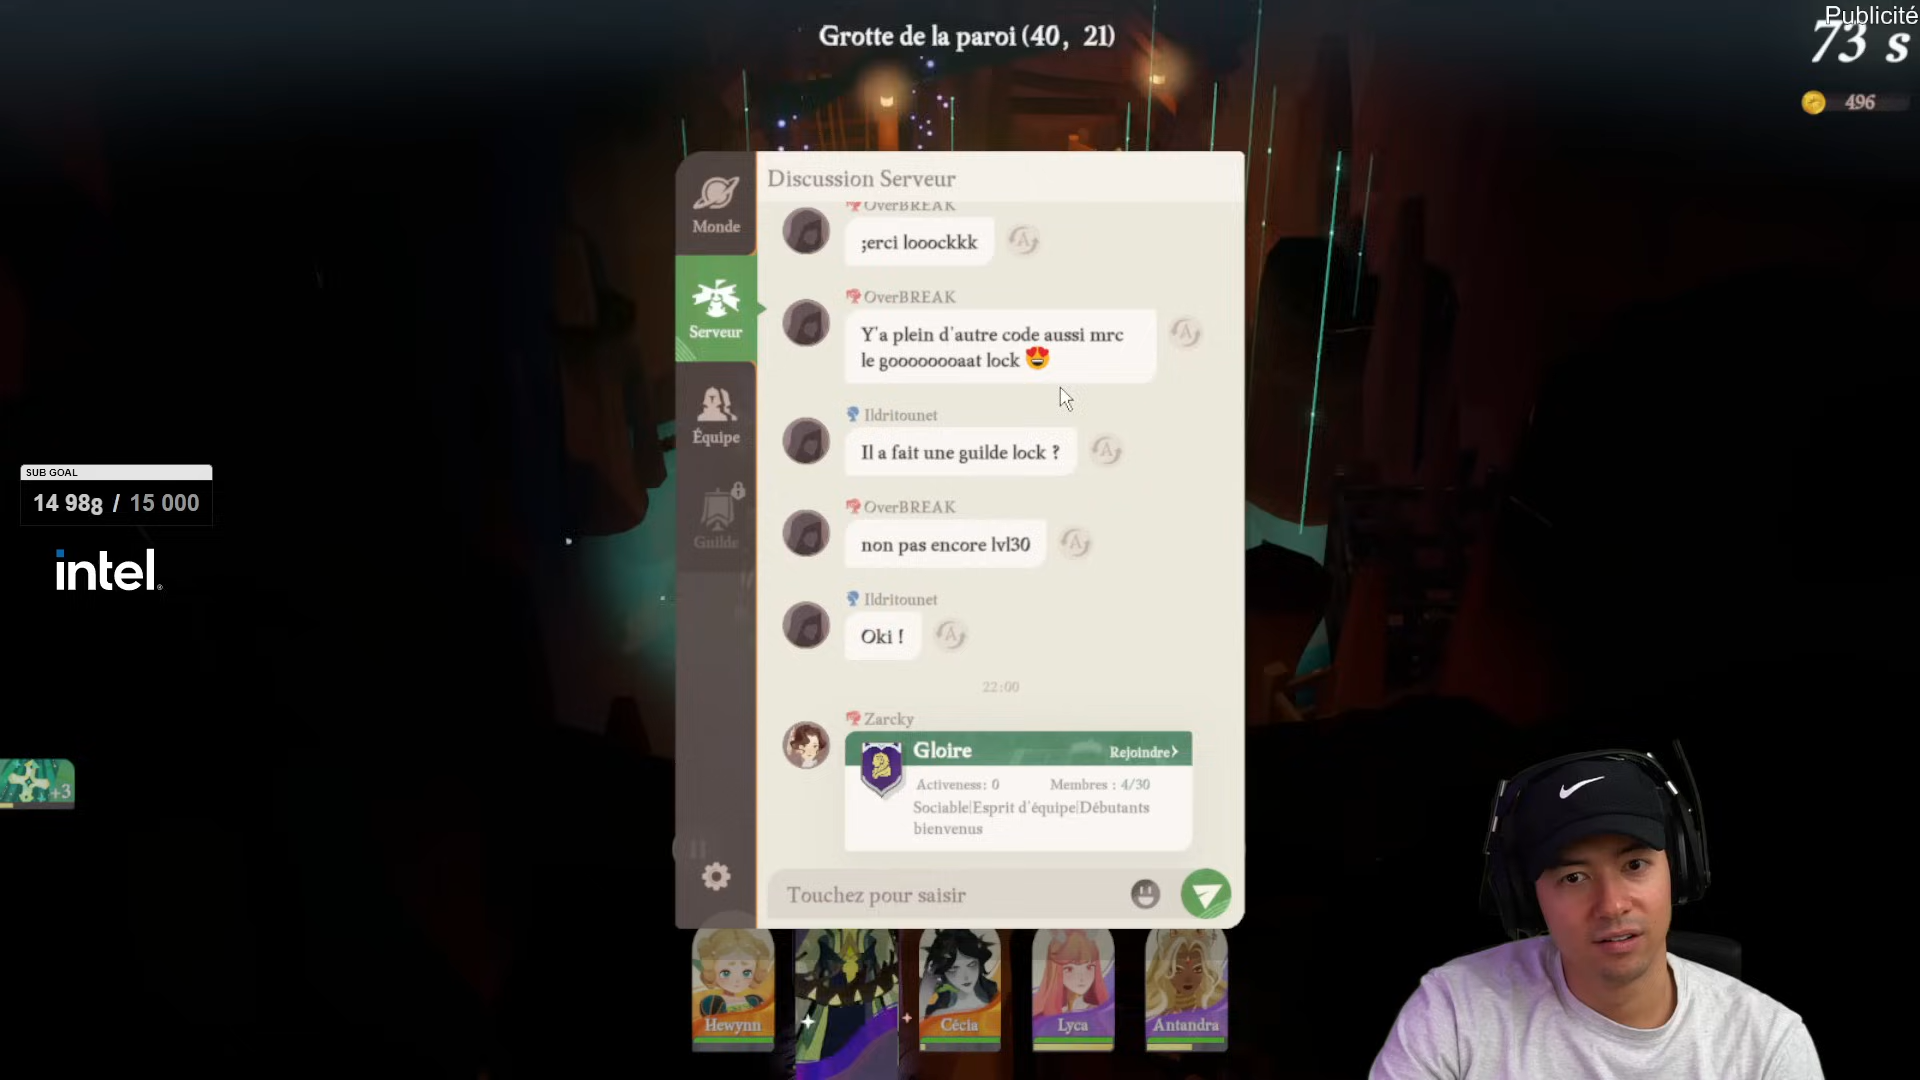 Grotte de la paroi (40, 21)
Publicité
73 s
496
Monde
Serveur
Équipe
Guilde
Discussion Serveur
OverBREAK
;erci looockkk
OverBREAK
Y'a plein d'autre code aussi mrc
le goooooooaat lock
Ildritounet
Il a fait une guilde lock ?
OverBREAK
non pas encore lvl30
Ildritounet
Oki !
22:00
Zarcky
Gloire
Rejoindre
Activeness: 0
Membres : 4/30
Sociable|Esprit d'équipe|Débutants
bienvenus
Touchez pour saisir
SUB GOAL
14 988 / 15 000
intel
+3
Hewynn
Cécia
Lyca
Antandra